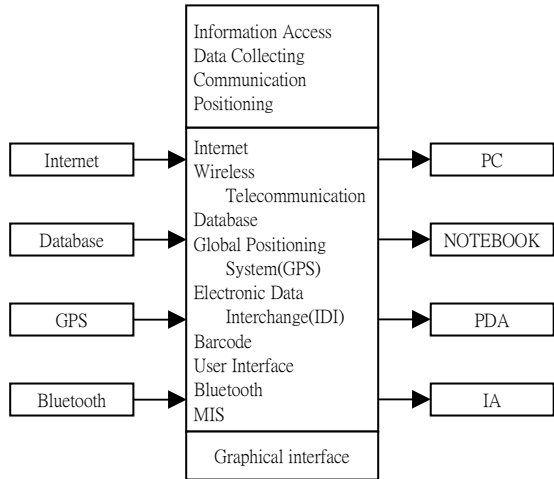 Information Access
Data Collecting
Communication
Positioning
Internet
Database
GPS
Bluetooth
Internet
Wireless
Telecommunication
Database
Global Positioning
System(GPS)
Electronic Data
Interchange(IDI)
Barcode
User Interface
Bluetooth
MIS
Graphical interface
PC
NOTEBOOK
PDA
IA